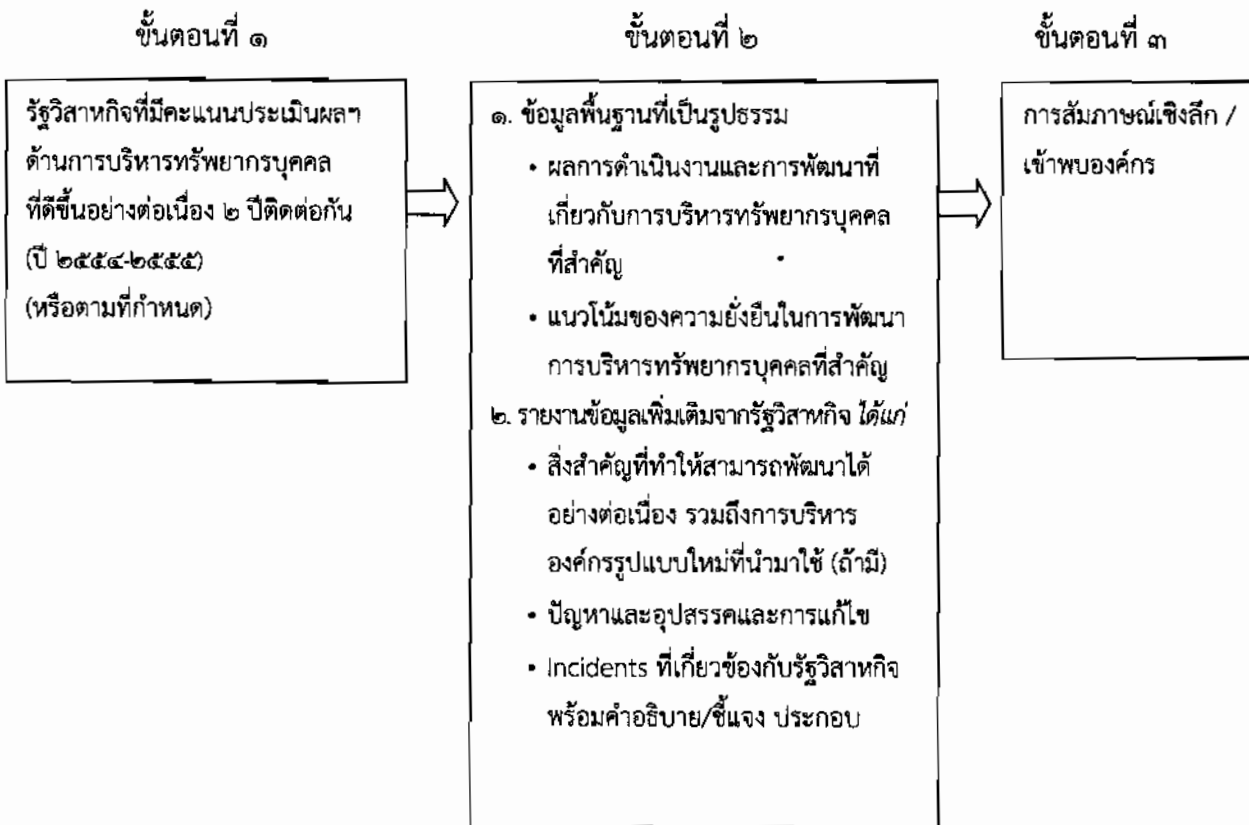 ขั้นตอนที่ ๑
รัฐวิสาหกิจที่มีคะแนนประเมินผลฯ
ด้านการบริหารทรัพยากรบุคคล
ที่ดีขึ้นอย่างต่อเนื่อง ๒ ปีติดต่อกัน
(ปี ๒๕๕๔-๒๕๕๕)
(หรือตามที่กำหนด)
ขั้นตอนที่ ๒
๑. ข้อมูลพื้นฐานที่เป็นรูปธรรม
• ผลการดำเนินงานและการพัฒนาที่
เกี่ยวกับการบริหารทรัพยากรบุคคล
ที่สำคัญ
• แนวโน้มของความยั่งยืนในการพัฒนา
การบริหารทรัพยากรบุคคลที่สำคัญ
๒. รายงานข้อมูลเพิ่มเติมจากรัฐวิสาหกิจ ได้แก่
• สิ่งสำคัญที่ทำให้สามารถพัฒนาได้
อย่างต่อเนื่อง รวมถึงการบริหาร
องค์กรรูปแบบใหม่ที่นำมาใช้ (ถ้ามี)
• ปัญหาและอุปสรรคและการแก้ไข
• Incidents ที่เกี่ยวข้องกับรัฐวิสาหกิจ
พร้อมคำอธิบาย/ชี้แจง ประกอบ
ขั้นตอนที่ ๓
การสัมภาษณ์เชิงลึก /
เข้าพบองค์กร